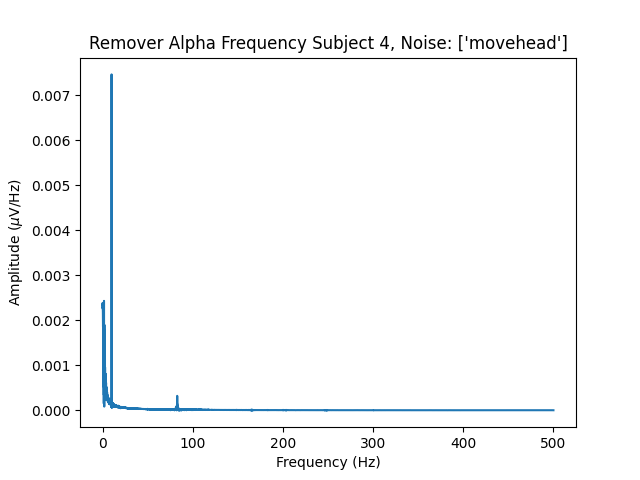 Remover Alpha Frequency Subject 4, Noise: ['movehead']
0.007
0.006
0.005
0.004
0.003
0.002
0.001
0.000
Amplitude (μV/Hz)
0 100 200 300 400 500
Frequency (Hz)